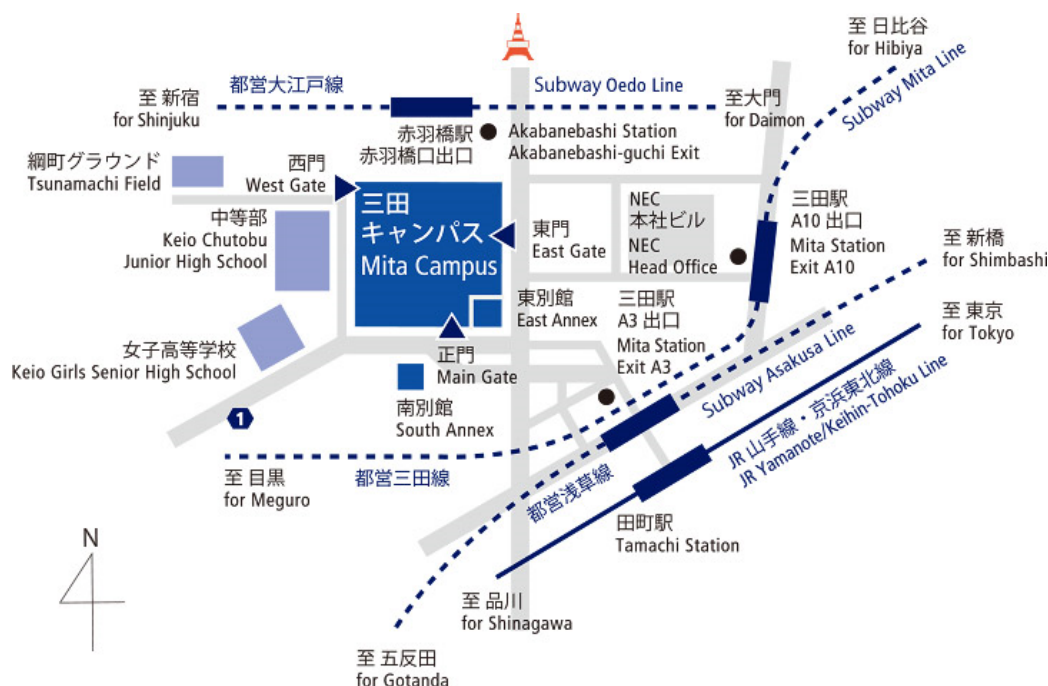 至 日比谷
for Hibiya
Subway Mita Line
都営大江戸線
Subway Oedo Line
至 新宿
for Shinjuku
至大門
for Daimon
赤羽橋駅
赤羽橋口出口
Akabanebashi Station
Akabanebashi-guchi Exit
綱町グラウンド
Tsunamachi Field
西門
West Gate
三田
キャンパス
Mita Campus
東門
East Gate
NEC
本社ビル
NEC
Head Office
三田駅
A10 出口
Mita Station
Exit A10
中等部
Keio Chutobu
Junior High School
至 新橋
for Shimbashi
東別館
East Annex
三田駅
A3 出口
Mita Station
Exit A3
至 東京
for Tokyo
女子高等学校
Keio Girls Senior High School
正門
Main Gate
南別館
South Annex
Subway Asakusa Line
JR 山手線・京浜東北線
JR Yamanote/Keihin-Tohoku Line
1
至 目黒
for Meguro
都営三田線
都営浅草線
田町駅
Tamachi Station
N
至 品川
for Shinagawa
至 五反田
for Gotanda